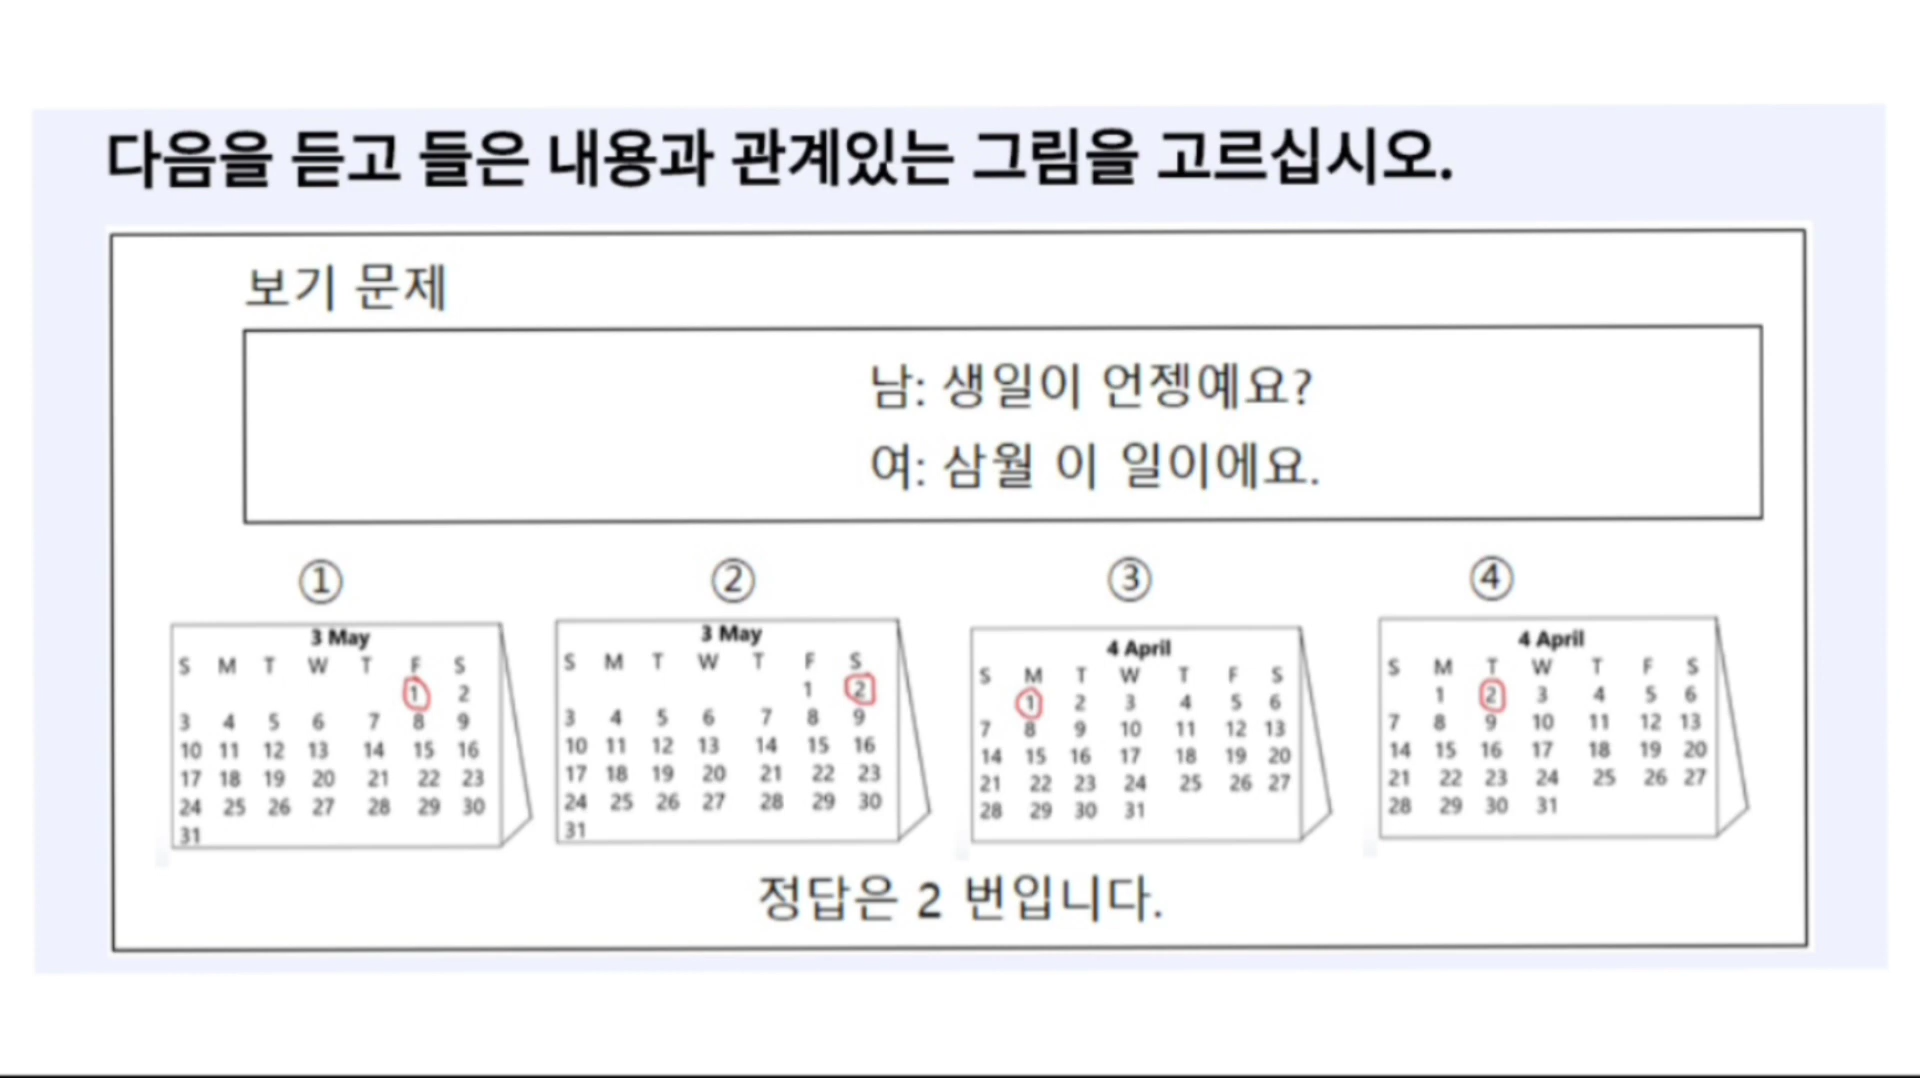 다음을 듣고 들은 내용과 관계있는 그림을 고르십시오.
보기 문제
남: 생일이 언젱예요?
여: 삼월 이 일이에요.
① ② ③ ④
3 May
S M T W T F S
1 2
3 4 5 6 7 8 9
10 11 12 13 14 15 16
17 18 19 20 21 22 23
24 25 26 27 28 29 30
31
3 May
S M T W T F S
1 2
3 4 5 6 7 8 9
10 11 12 13 14 15 16
17 18 19 20 21 22 23
24 25 26 27 28 29 30
31
4 April
S M T W T F S
1 2 3 4 5 6
7 8 9 10 11 12 13
14 15 16 17 18 19 20
21 22 23 24 25 26 27
28 29 30 31
4 April
S M T W T F S
1 2 3 4 5 6
7 8 9 10 11 12 13
14 15 16 17 18 19 20
21 22 23 24 25 26 27
28 29 30 31
정답은 2 번입니다.